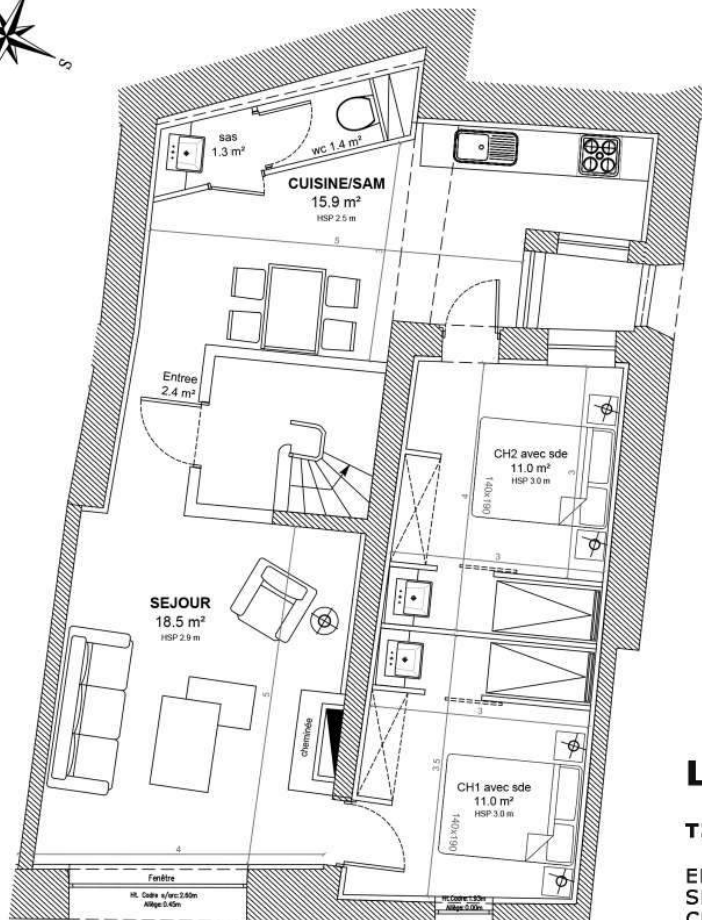 S
sas
1.3 m²
wc 1.4 m²
CUISINE/SAM
15.9 m²
HSP 2.5 m
5
Entree
2.4 m²
CH2 avec sde
11.0 m²
HSP 3.0 m
140x190
3
4
3
SEJOUR
18.5 m²
HSP 2.9 m
5
cheminée
3
3.5
CH1 avec sde
11.0 m²
HSP 3.0 m
140x190
4
Fenêtre
Ht. Cadre s/arc:2.60m
Allège:0.45m
Ht.Cadre:1.93m
Allège:0.00m
L